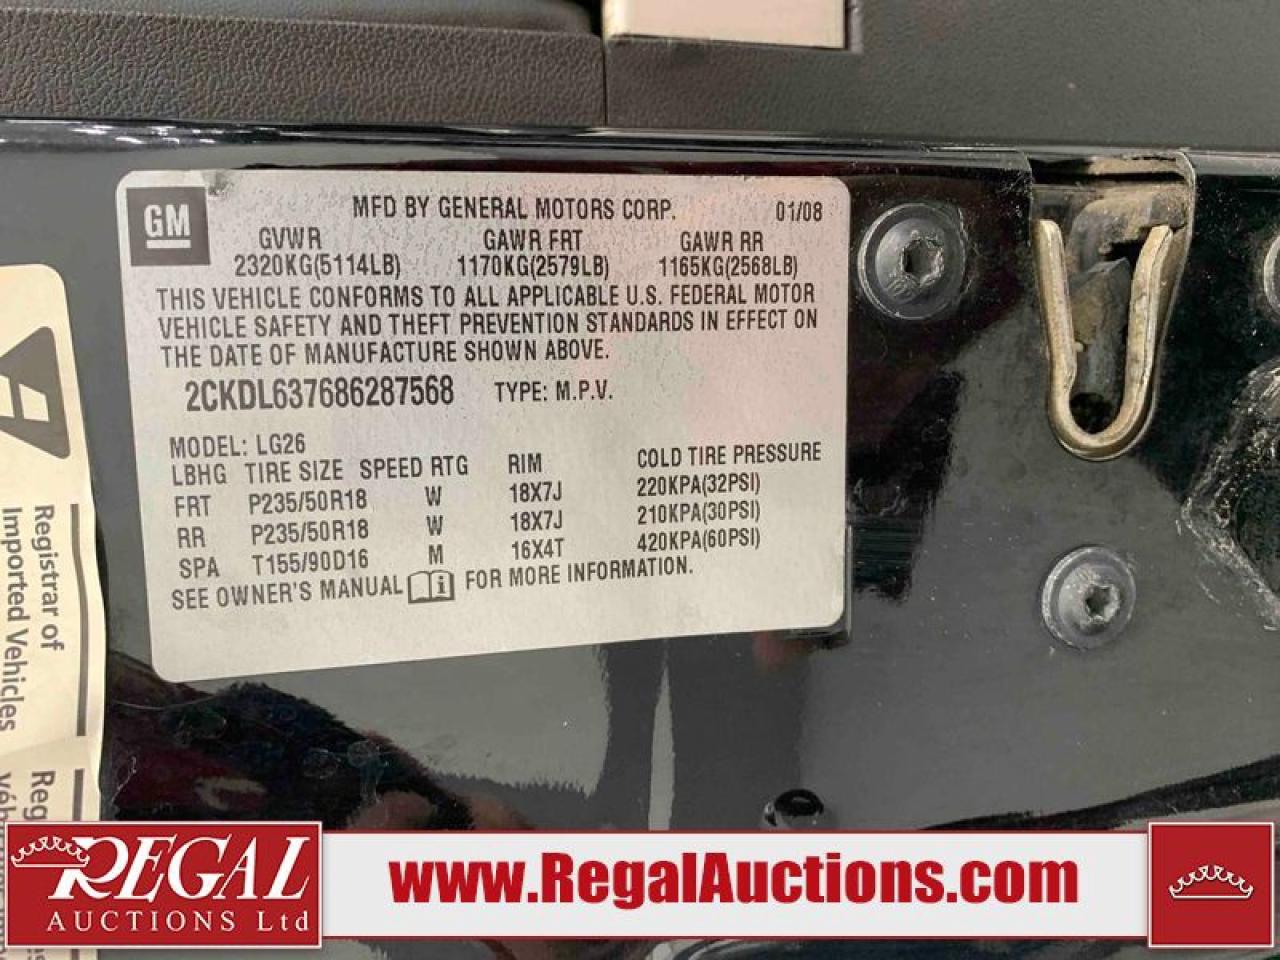 GM
MFD BY GENERAL MOTORS CORP. 01/08
GVWR GAWR FRT GAWR RR
2320KG(5114LB) 1170KG(2579LB) 1165KG(2568LB)
THIS VEHICLE CONFORMS TO ALL APPLICABLE U.S. FEDERAL MOTOR
VEHICLE SAFETY AND THEFT PREVENTION STANDARDS IN EFFECT ON
THE DATE OF MANUFACTURE SHOWN ABOVE.
2CKDL637686287568 TYPE: M.P.V.
MODEL: LG26
LBHG TIRE SIZE SPEED RTG RIM COLD TIRE PRESSURE
FRT P235/50R18 W 18X7J 220KPA(32PSI)
RR P235/50R18 W 18X7J 210KPA(30PSI)
SPA T155/90D16 M 16X4T 420KPA(60PSI)
SEE OWNER'S MANUAL FOR MORE INFORMATION.
Registrar of
Imported Vehicles
REGAL
AUCTIONS Ltd
www.RegalAuctions.com